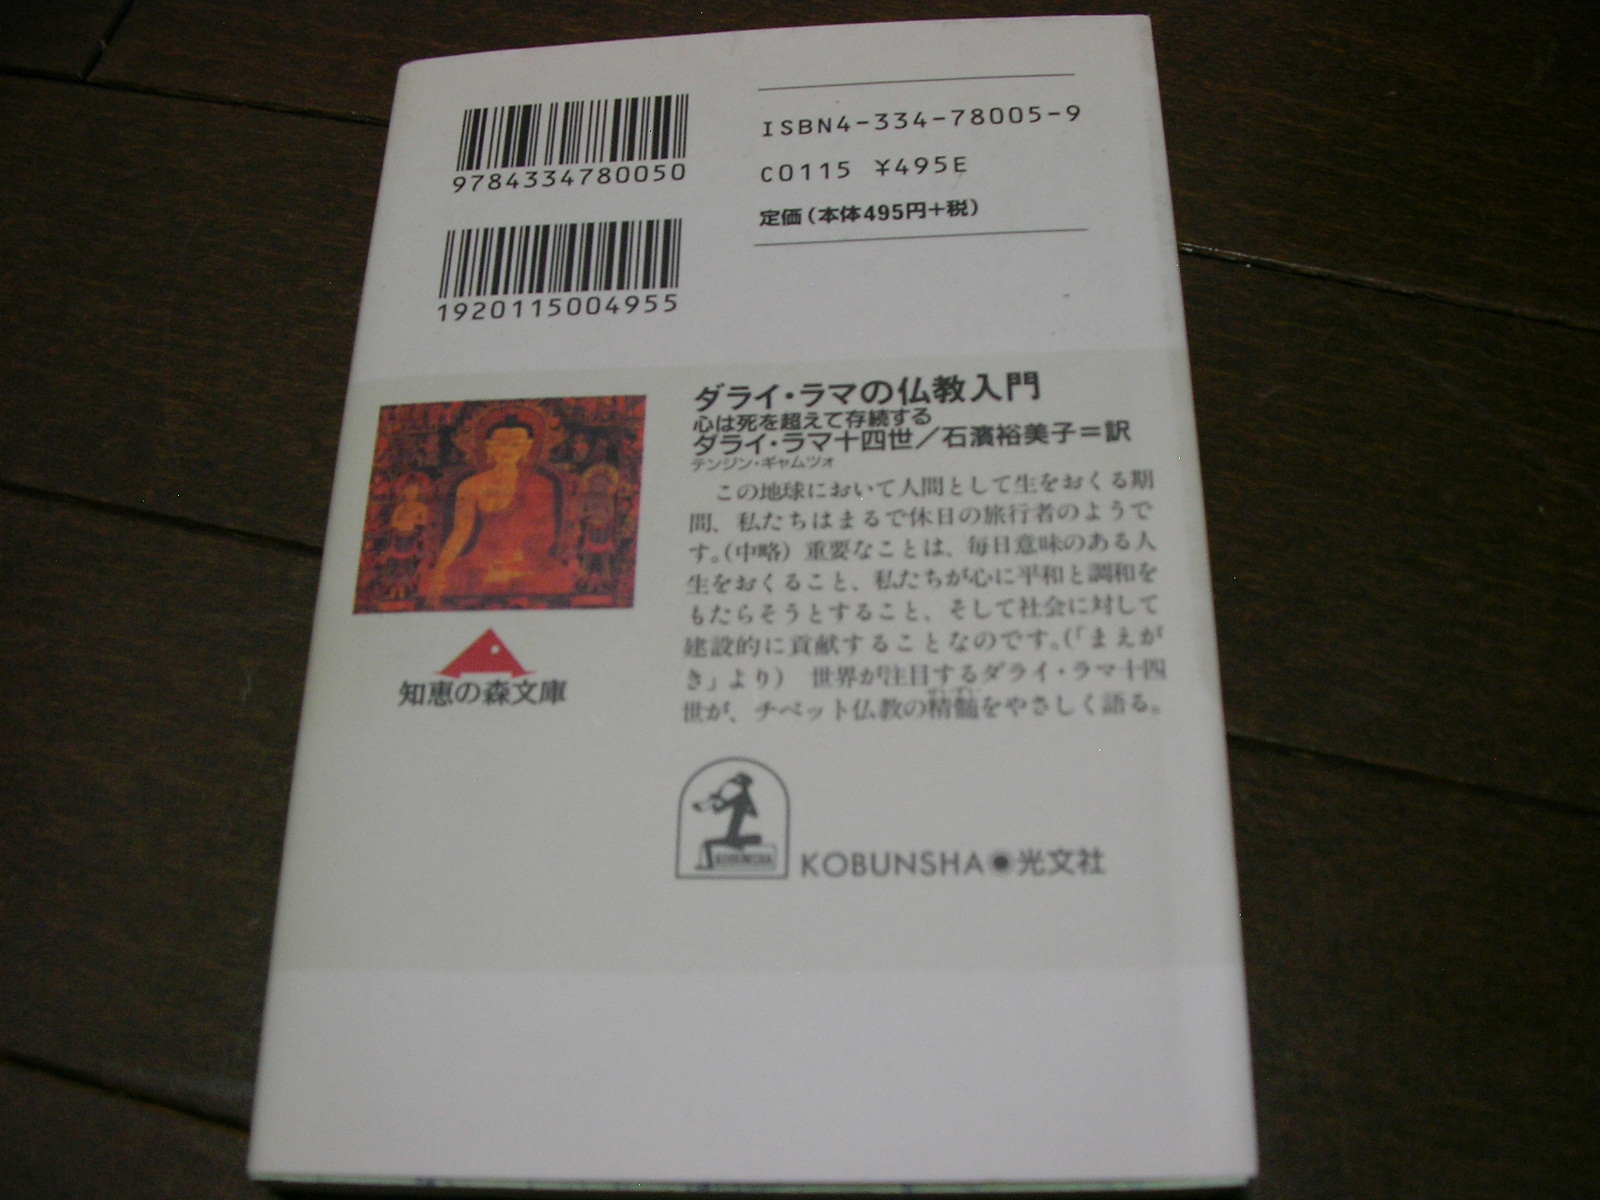 9784334780050
1920115004955
ISBN4-334-78005-9
C0115 ¥495E
定価(本体495円+税)
ダライ・ラマの仏教入門
心は死を超えて存続する
ダライ・ラマ十四世/石濱裕美子=訳
テンジン・ギャムツォ
この地球において人間として生をおくる期
間、私たちはまるで休日の旅行者のようで
す。(中略) 重要なことは、毎日意味のある人
生をおくること、私たちが心に平和と調和を
もたらそうとすること、そして社会に対して
建設的に貢献することなのです。(「まえが
き」より) 世界が注目するダライ・ラマ十四
世が、チベット仏教の精髄をやさしく語る。
知恵の森文庫
KOBUNSHA
KOBUNSHA●光文社